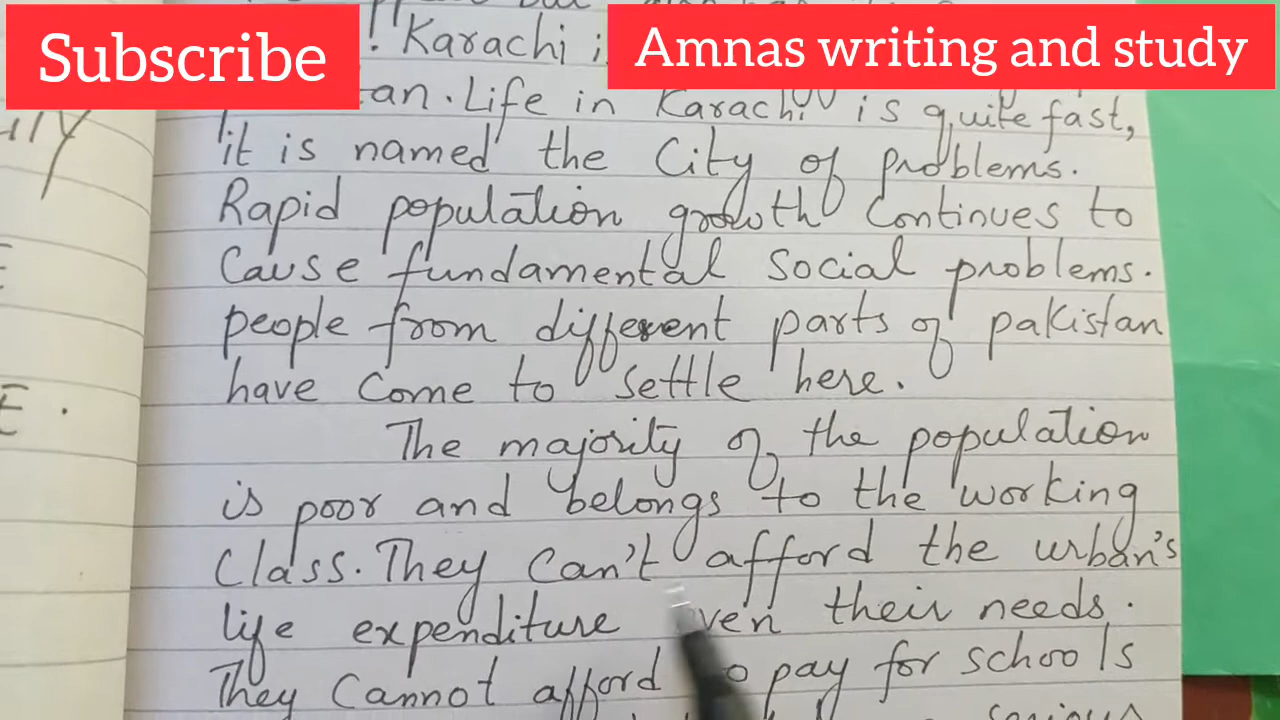 Subscribe
Amnas writing and study
! Karachi i
tan. Life in Karachi is quite fast,
it is named the City of problems.
Rapid population growth Continues to
Cause fundamental Social problems.
people from different parts of pakistan
have Come to settle here.
The majority of the population
is poor and belongs to the working
Class. They Can't afford the urban's
life expenditure even their needs.
They Cannot afford to pay for schools
serious